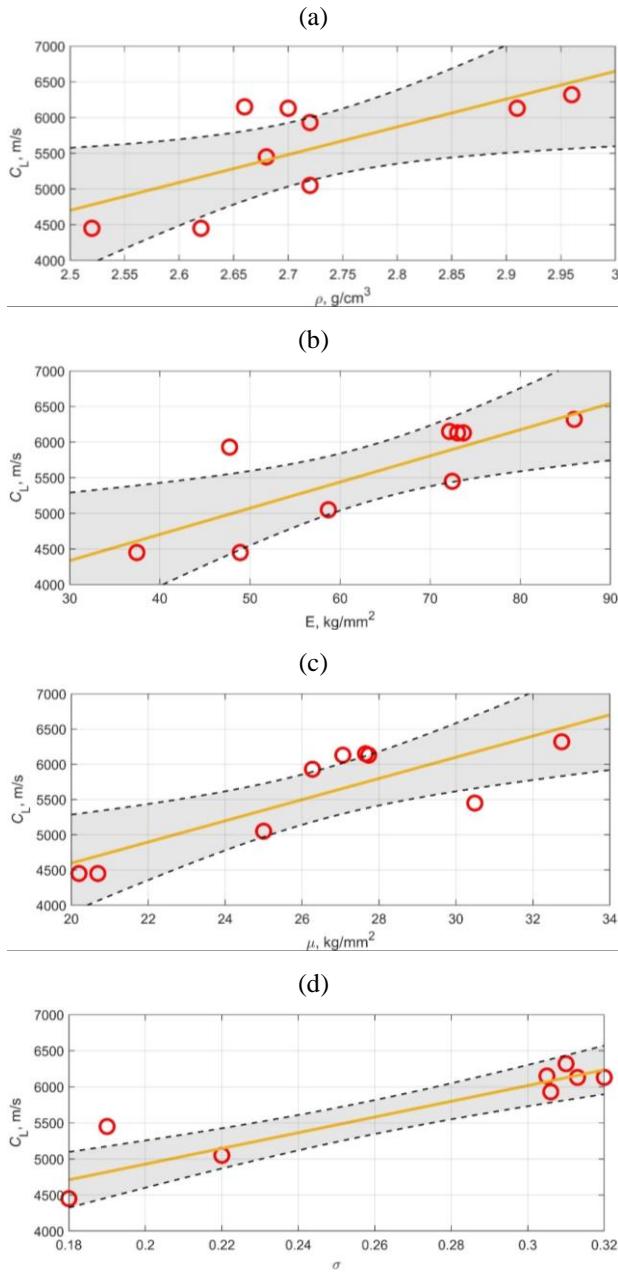 (a)
7000
6500
6000
5500
5000
4500
4000
C_L, m/s
2.5 2.55 2.6 2.65 2.7 2.75 2.8 2.85 2.9 2.95 3
ρ, g/cm³
(b)
7000
6500
6000
5500
5000
4500
4000
C_L, m/s
30 40 50 60 70 80 90
E, kg/mm²
(c)
7000
6500
6000
5500
5000
4500
4000
C_L, m/s
20 22 24 26 28 30 32 34
μ, kg/mm²
(d)
7000
6500
6000
5500
5000
4500
4000
C_L, m/s
0.18 0.2 0.22 0.24 0.26 0.28 0.3 0.32
σ